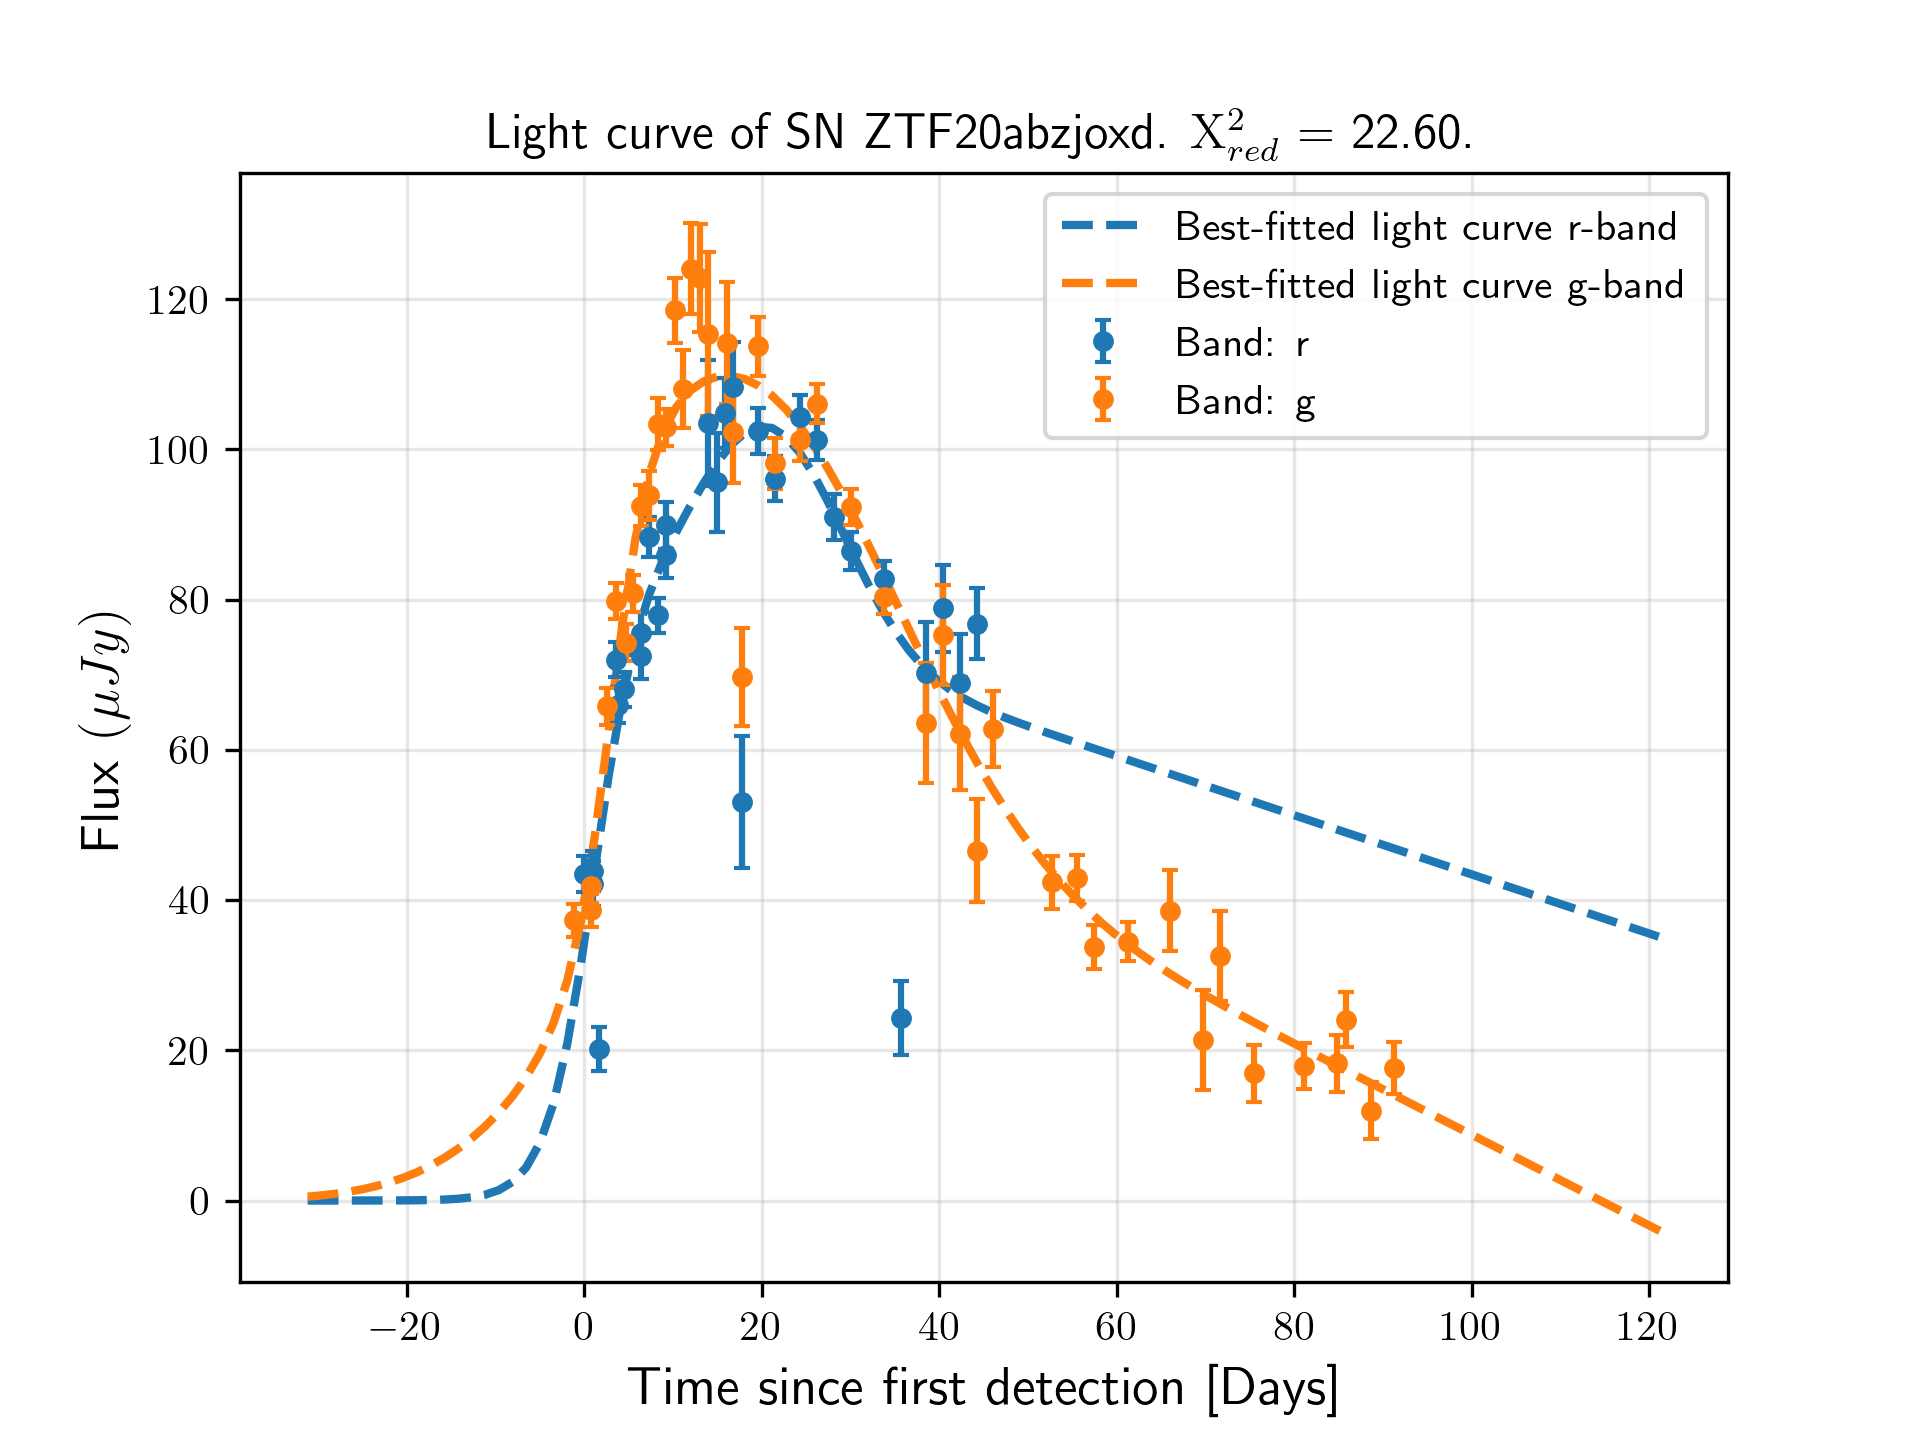 Light curve of SN ZTF20abzjoxd. X²_red = 22.60.
Best-fitted light curve r-band
Best-fitted light curve g-band
Band: r
Band: g
120
100
80
60
40
20
0
Flux (μJy)
−20 0 20 40 60 80 100 120
Time since first detection [Days]